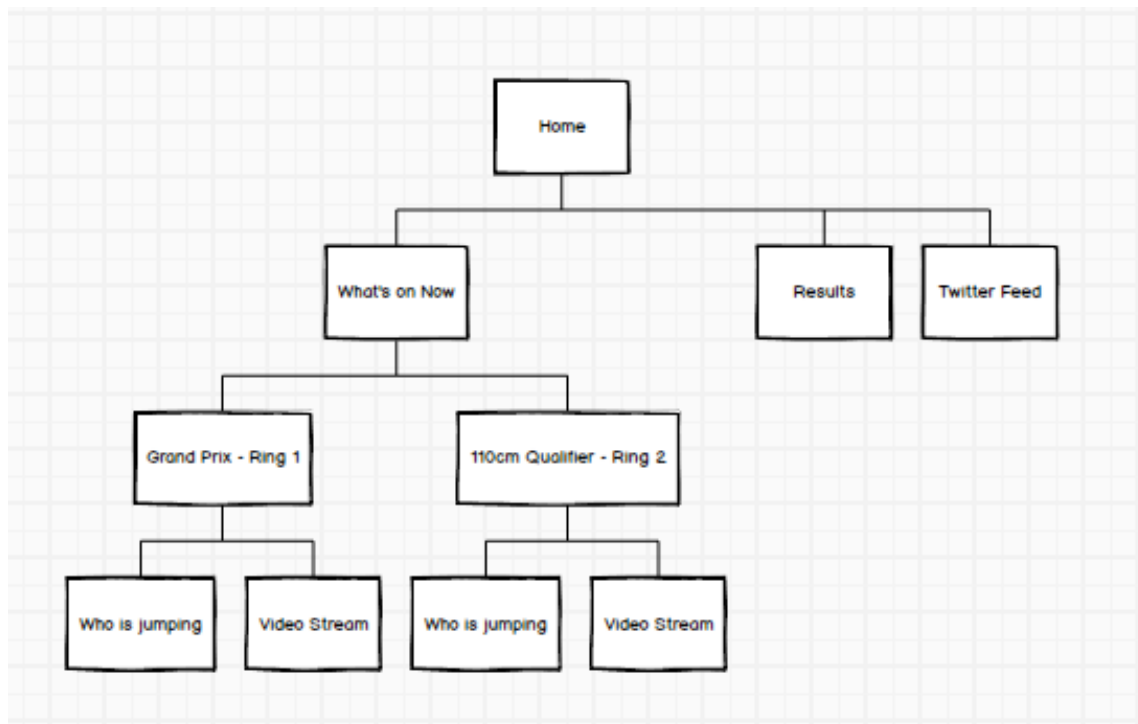 Home
What's on Now
Results
Twitter Feed
Grand Prix - Ring 1
110cm Qualifier - Ring 2
Who is jumping
Video Stream
Who is jumping
Video Stream